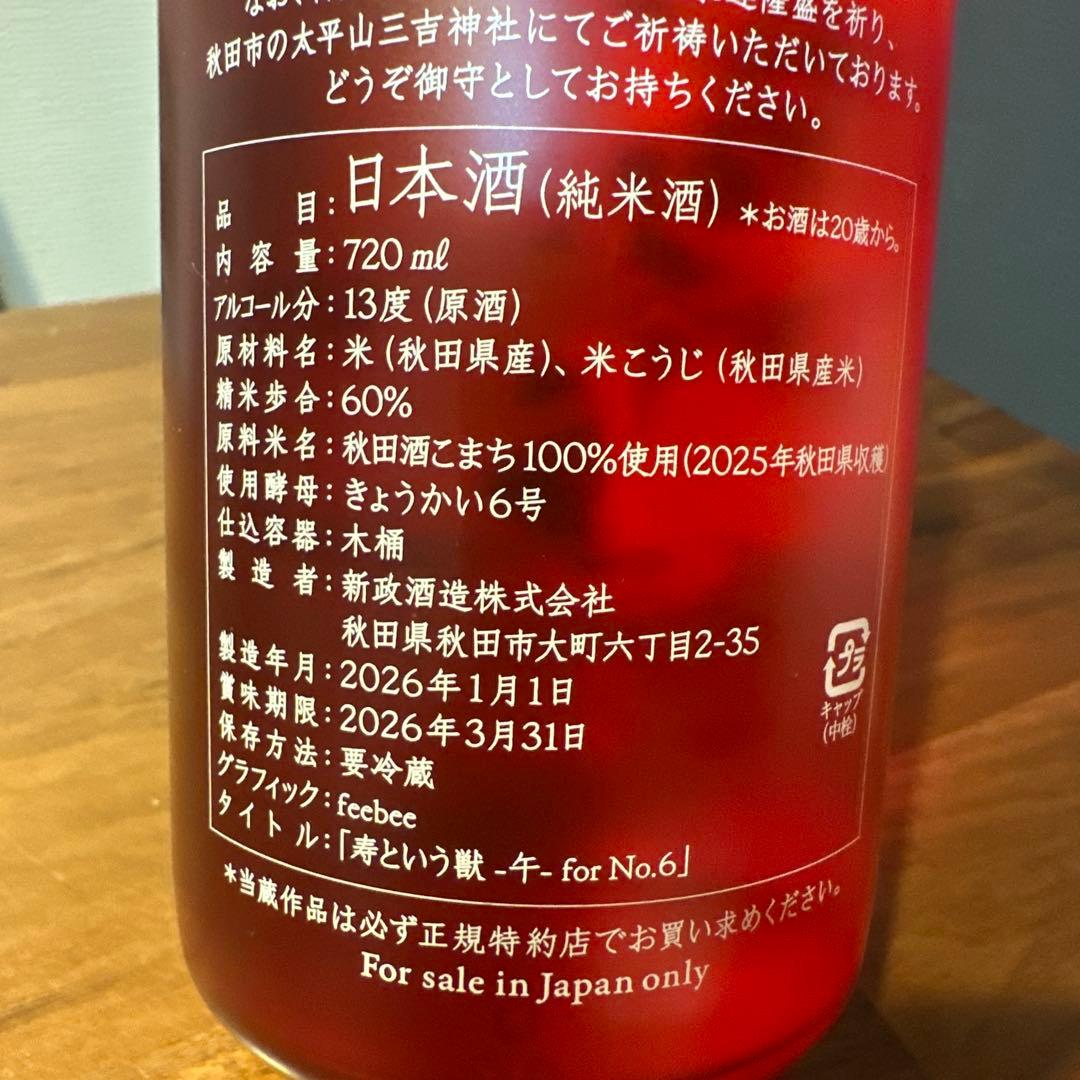 隆盛を祈り、
秋田市の太平山三吉神社にてご祈祷いただいております。
どうぞ御守としてお持ちください。
品目：日本酒（純米酒）＊お酒は20歳から。
内容量：720㎖
アルコール分：13度（原酒）
原材料名：米（秋田県産）、米こうじ（秋田県産米）
精米歩合：60%
原料米名：秋田酒こまち100%使用(2025年秋田県収穫)
使用酵母：きょうかい6号
仕込容器：木桶
製造者：新政酒造株式会社
秋田県秋田市大町六丁目2-35
製造年月：2026年1月1日
賞味期限：2026年3月31日
保存方法：要冷蔵
グラフィック：feebee
タイトル：「寿という獣 -午- for No.6」
プラ
キャップ
(中栓)
＊当蔵作品は必ず正規特約店でお買い求めください。
For sale in Japan only